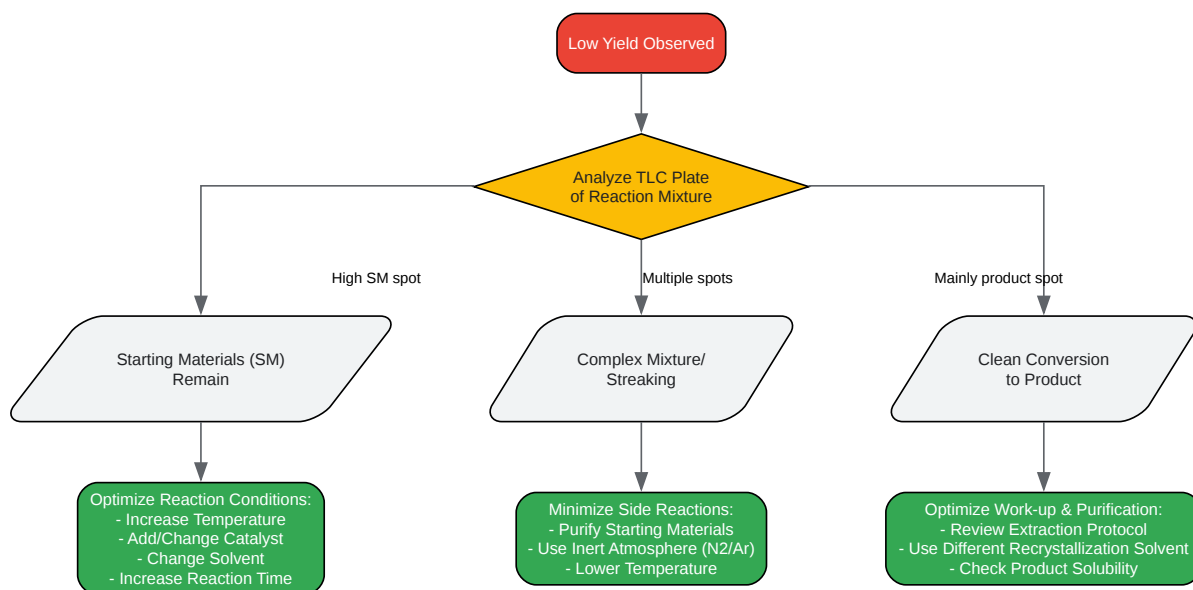 Low Yield Observed
Analyze TLC Plate
of Reaction Mixture
High SM spot
Multiple spots
Mainly product spot
Starting Materials (SM)
Remain
Complex Mixture/
Streaking
Clean Conversion
to Product
Optimize Reaction Conditions:
- Increase Temperature
- Add/Change Catalyst
- Change Solvent
- Increase Reaction Time
Minimize Side Reactions:
- Purify Starting Materials
- Use Inert Atmosphere (N2/Ar)
- Lower Temperature
Optimize Work-up & Purification:
- Review Extraction Protocol
- Use Different Recrystallization Solvent
- Check Product Solubility